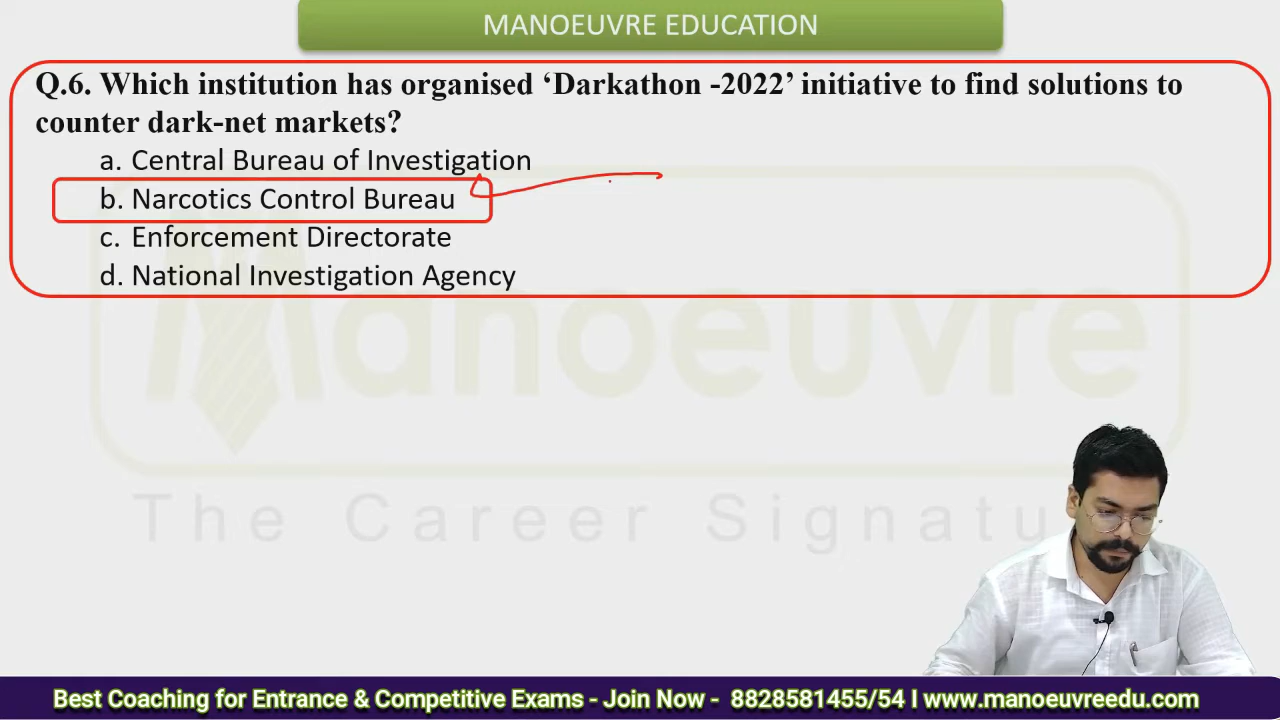 MANOEUVRE EDUCATION
Q.6. Which institution has organised ‘Darkathon -2022’ initiative to find solutions to
counter dark-net markets?
a. Central Bureau of Investigation
b. Narcotics Control Bureau
c. Enforcement Directorate
d. National Investigation Agency
Manoeuvre
The Career Signatu
Best Coaching for Entrance & Competitive Exams - Join Now - 8828581455/54 I www.manoeuvreedu.com